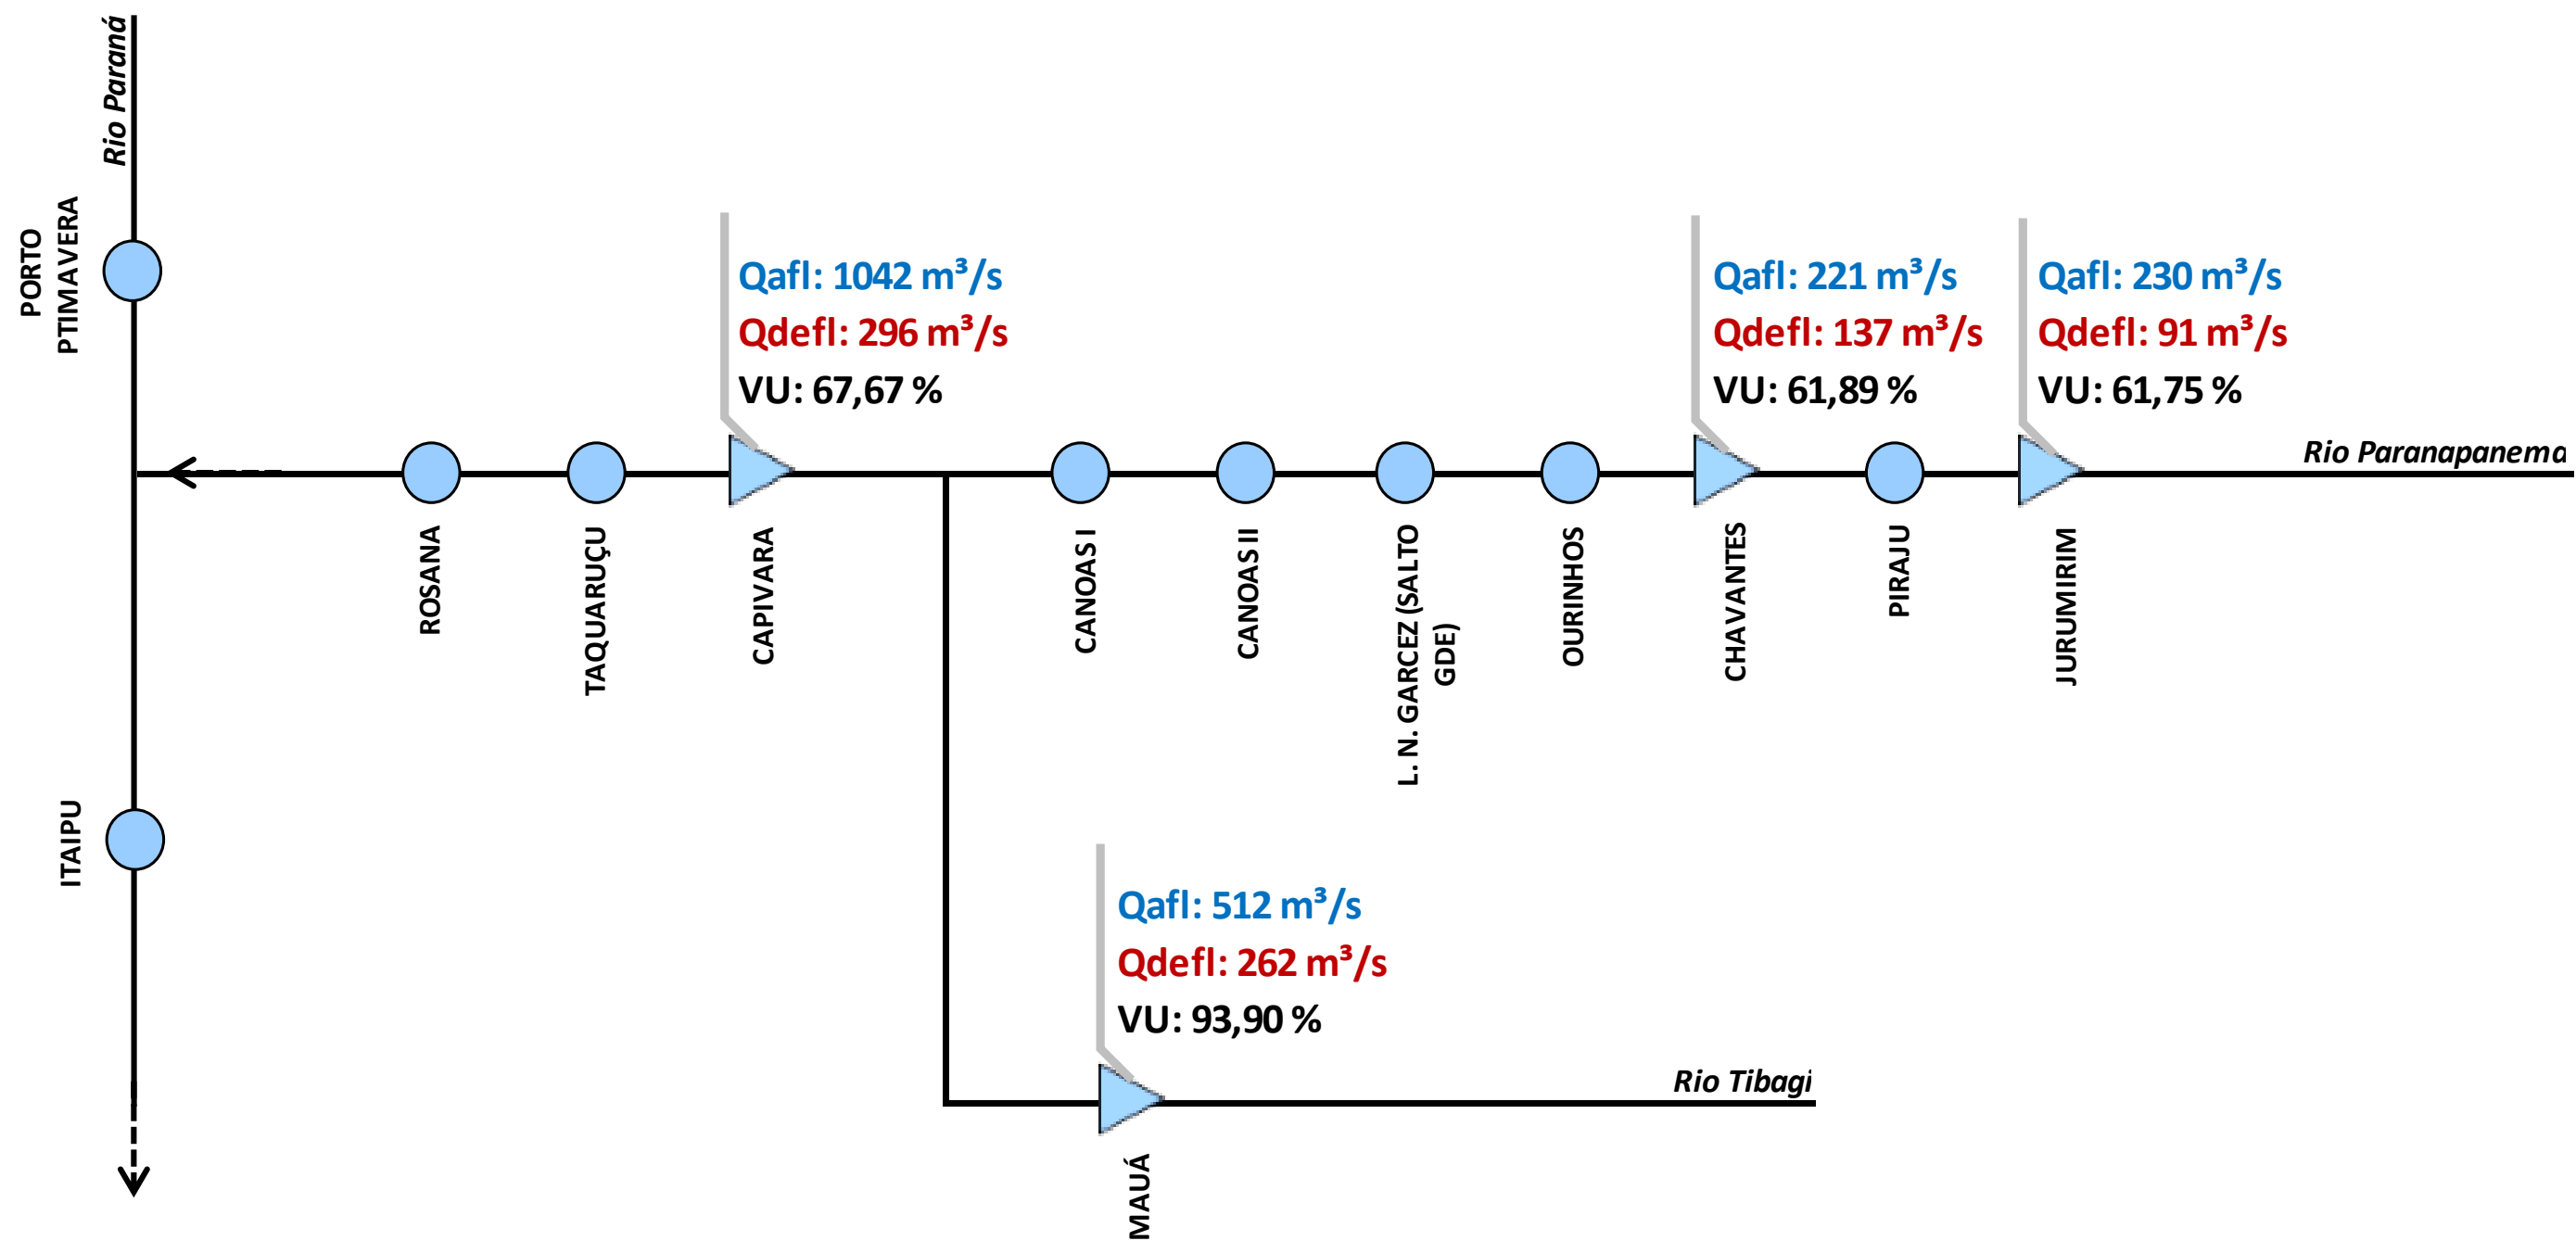 Rio Paraná
PORTO
PTIMAVERA
Qafl: 1042 m³/s
Qdefl: 296 m³/s
VU: 67,67 %
Qafl: 221 m³/s
Qdefl: 137 m³/s
VU: 61,89 %
Qafl: 230 m³/s
Qdefl: 91 m³/s
VU: 61,75 %
Rio Paranapanema
ROSANA
TAQUARUÇU
CAPIVARA
CANOAS I
CANOAS II
L. N. GARCEZ (SALTO
GDE)
OURINHOS
CHAVANTES
PIRAJU
JURUMIRIM
ITAIPU
Qafl: 512 m³/s
Qdefl: 262 m³/s
VU: 93,90 %
Rio Tibagi
MAUÁ